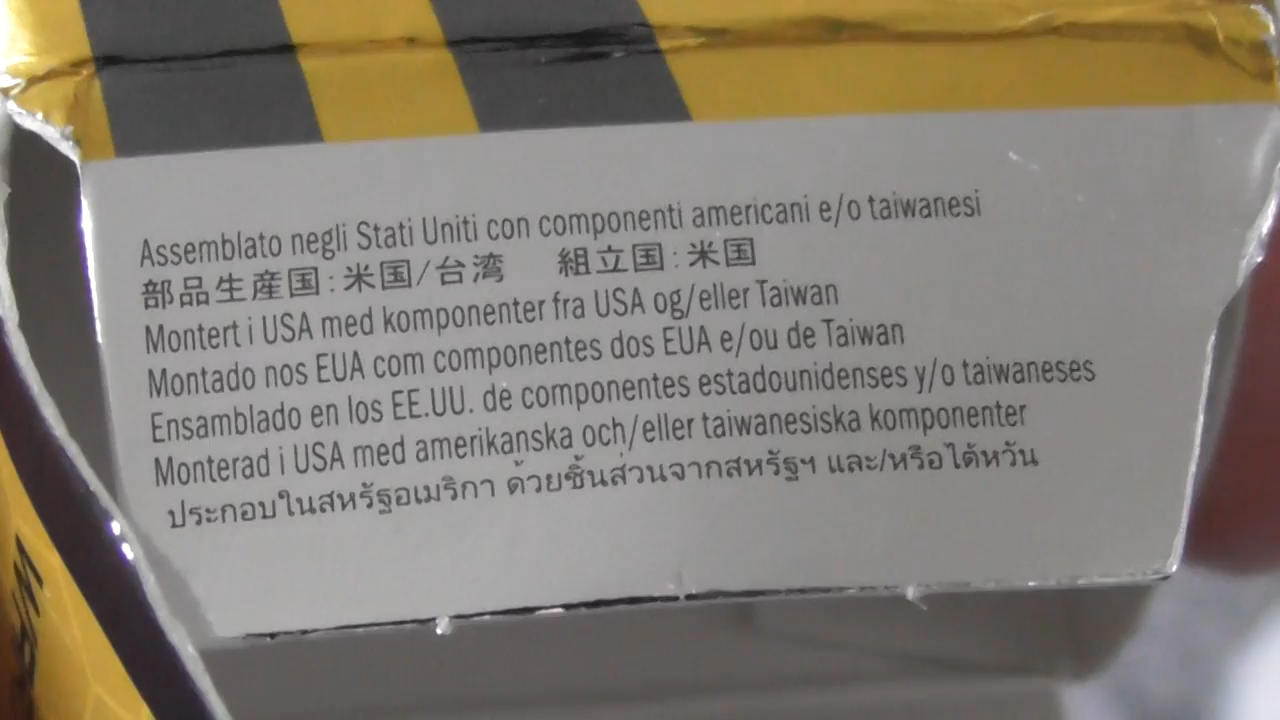 Assemblato negli Stati Uniti con componenti americani e/o taiwanesi
部品生産国:米国/台湾 組立国:米国
Montert i USA med komponenter fra USA og/eller Taiwan
Montado nos EUA com componentes dos EUA e/ou de Taiwan
Ensamblado en los EE.UU. de componentes estadounidenses y/o taiwaneses
Monterad i USA med amerikanska och/eller taiwanesiska komponenter
ประกอบในสหรัฐอเมริกา ด้วยชิ้นส่วนจากสหรัฐฯ และ/หรือไต้หวัน